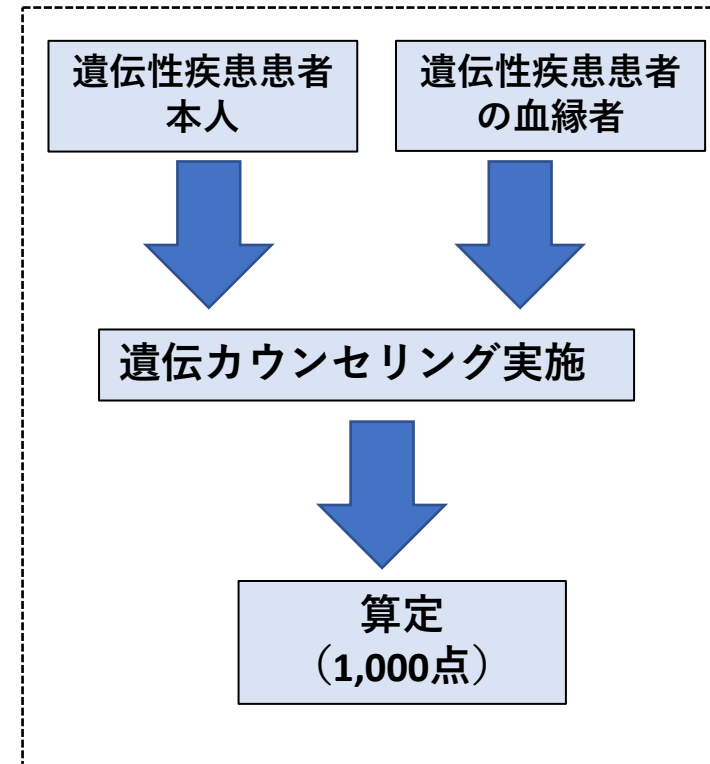 遺伝性疾患患者
本人
遺伝性疾患患者
の血縁者
遺伝カウンセリング実施
算定
（1,000点）